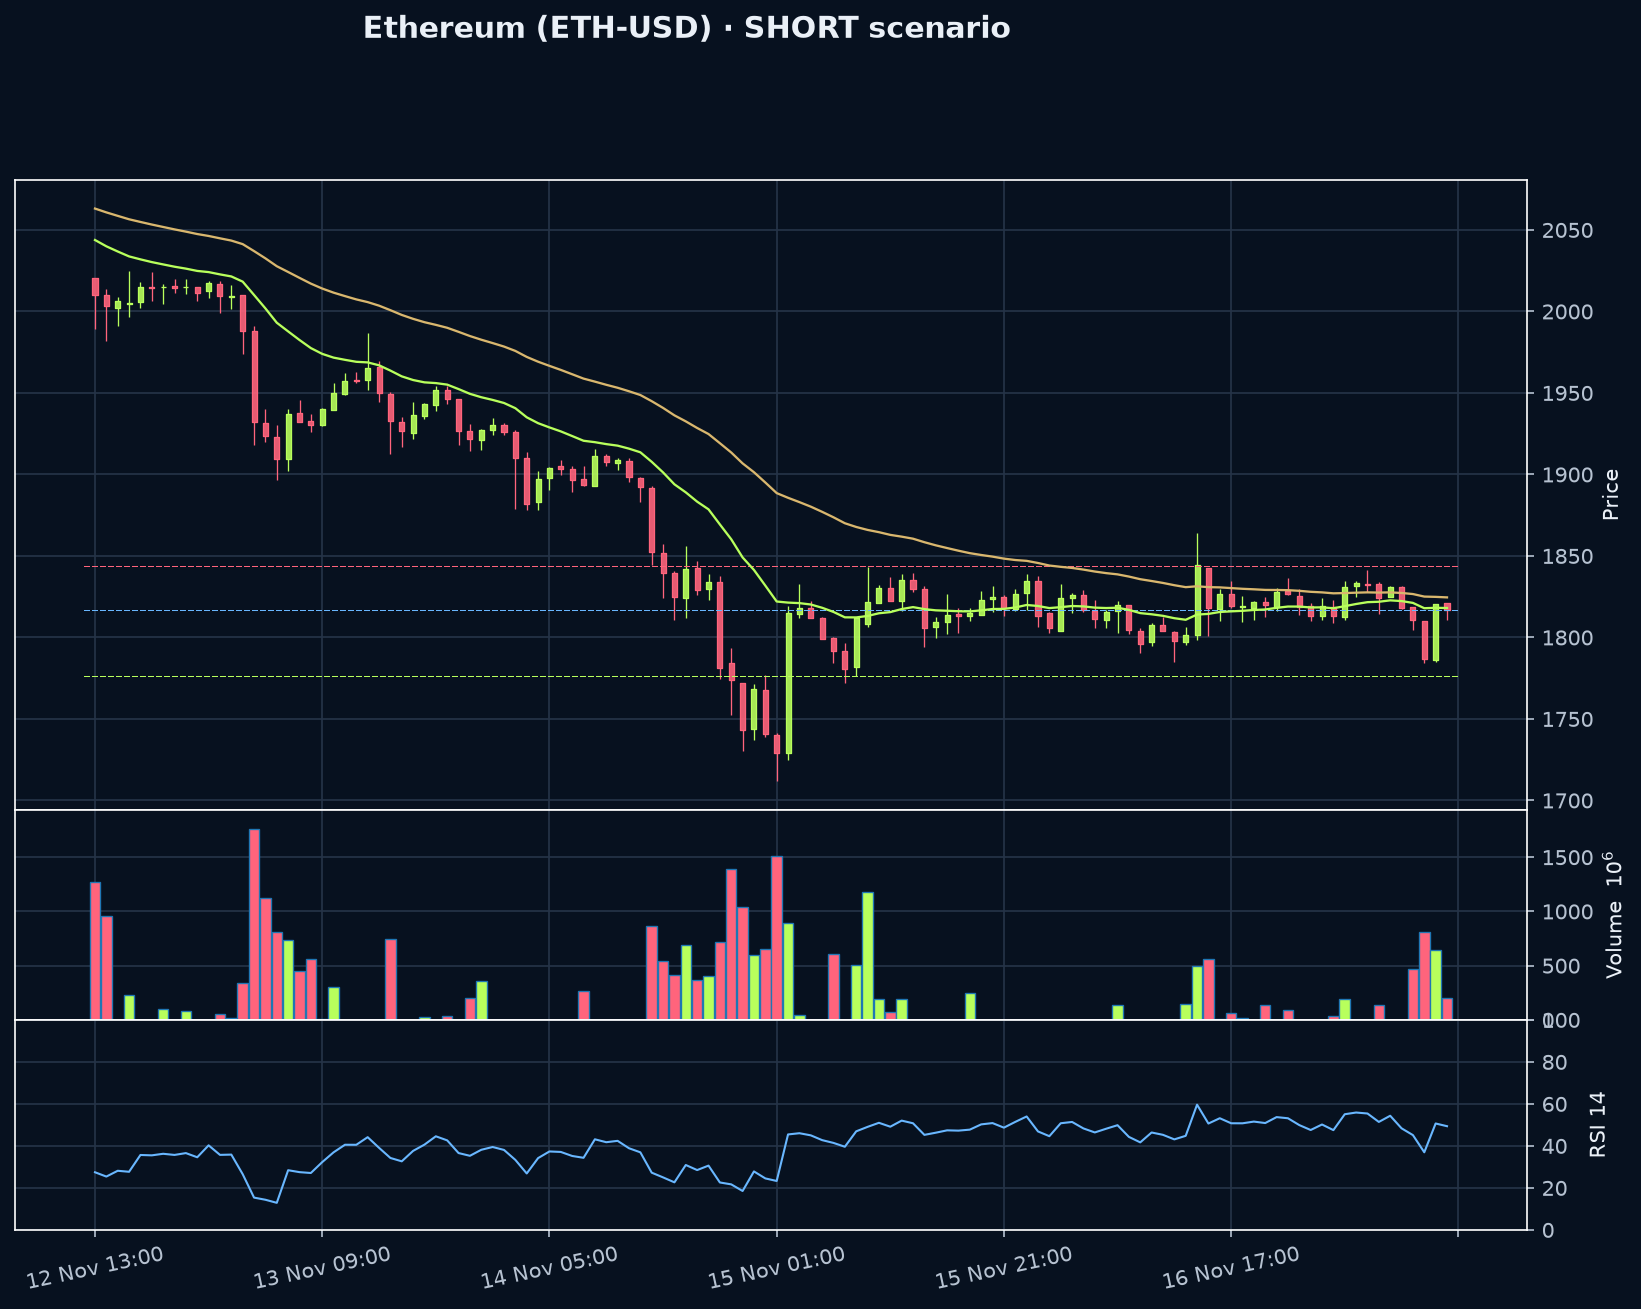 Ethereum (ETH-USD) · SHORT scenario
2050
2000
1950
1900
1850
1800
1750
1700
Price
1500
1000
500
0
Volume 10⁶
100
80
60
40
20
0
RSI 14
12 Nov 13:00
13 Nov 09:00
14 Nov 05:00
15 Nov 01:00
15 Nov 21:00
16 Nov 17:00